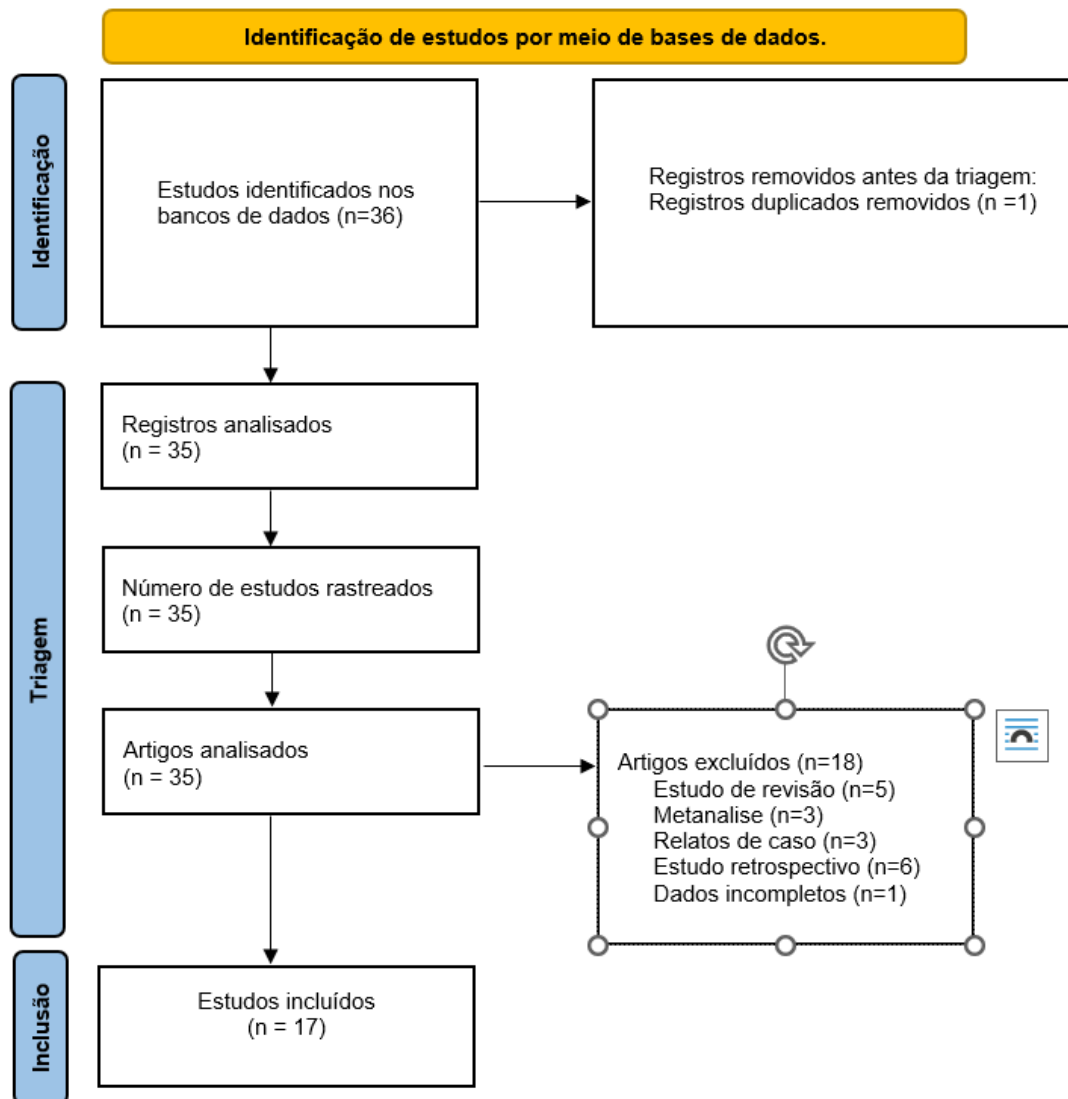 Identificação de estudos por meio de bases de dados.
Identificação
Estudos identificados nos
bancos de dados (n=36)
Registros removidos antes da triagem:
Registros duplicados removidos (n =1)
Triagem
Registros analisados
(n = 35)
Número de estudos rastreados
(n = 35)
Artigos analisados
(n = 35)
Artigos excluídos (n=18)
Estudo de revisão (n=5)
Metanalise (n=3)
Relatos de caso (n=3)
Estudo retrospectivo (n=6)
Dados incompletos (n=1)
Inclusão
Estudos incluídos
(n = 17)